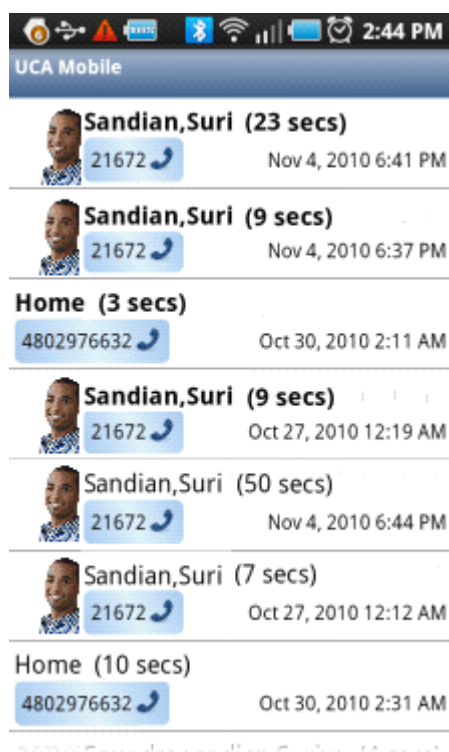 2:44 PM
UCA Mobile
Sandian,Suri (23 secs)
21672 Nov 4, 2010 6:41 PM
Sandian,Suri (9 secs)
21672 Nov 4, 2010 6:37 PM
Home (3 secs)
4802976632 Oct 30, 2010 2:11 AM
Sandian,Suri (9 secs)
21672 Oct 27, 2010 12:19 AM
Sandian,Suri (50 secs)
21672 Nov 4, 2010 6:44 PM
Sandian,Suri (7 secs)
21672 Oct 27, 2010 12:12 AM
Home (10 secs)
4802976632 Oct 30, 2010 2:31 AM